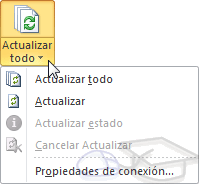 Actualizar
todo
Actualizar todo
Actualizar
Actualizar estado
Cancelar Actualizar
Propiedades de conexión...